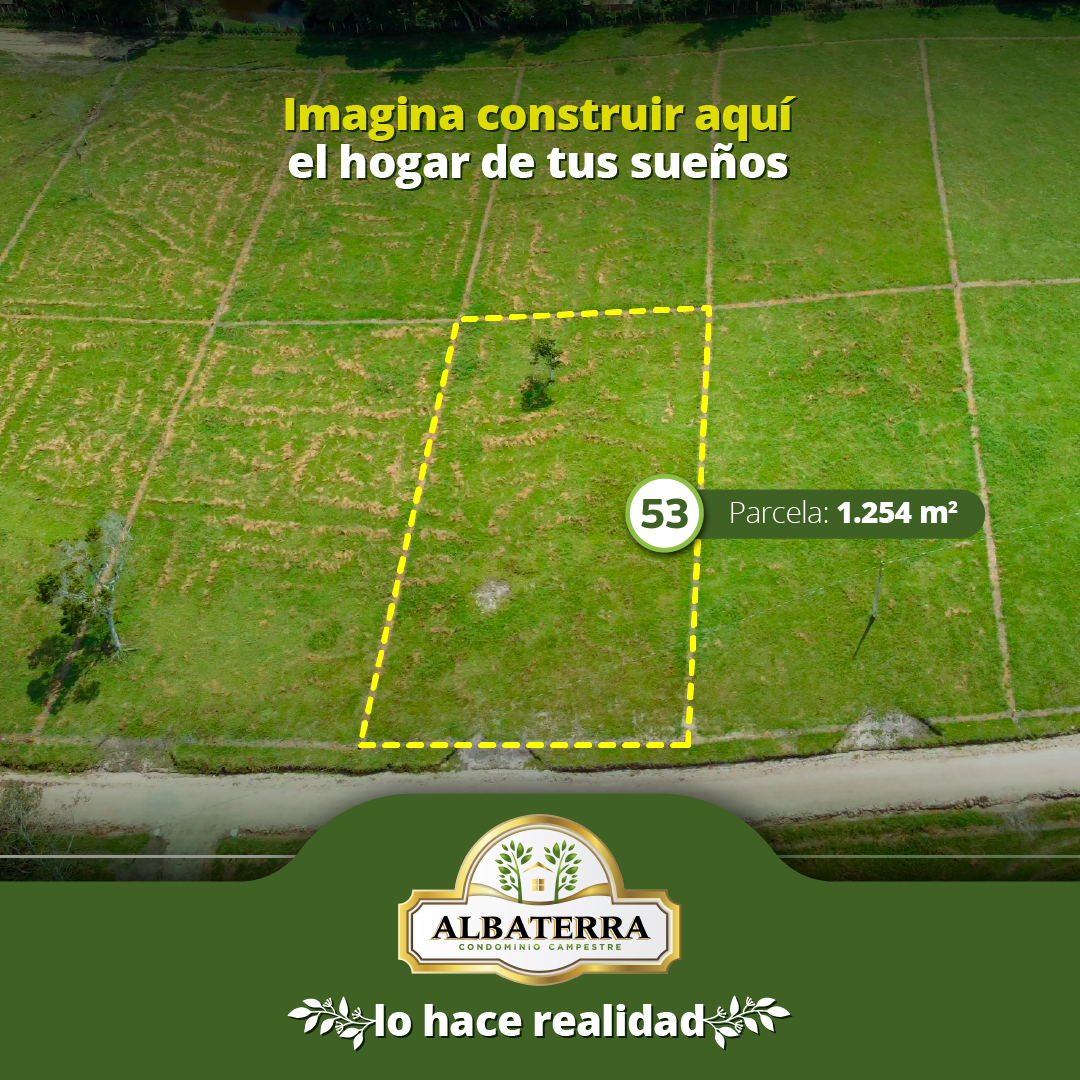 Imagina construir aquí
el hogar de tus sueños
53 Parcela: 1.254 m²
ALBATERRA
CONDOMINIO CAMPESTRE
lo hace realidad